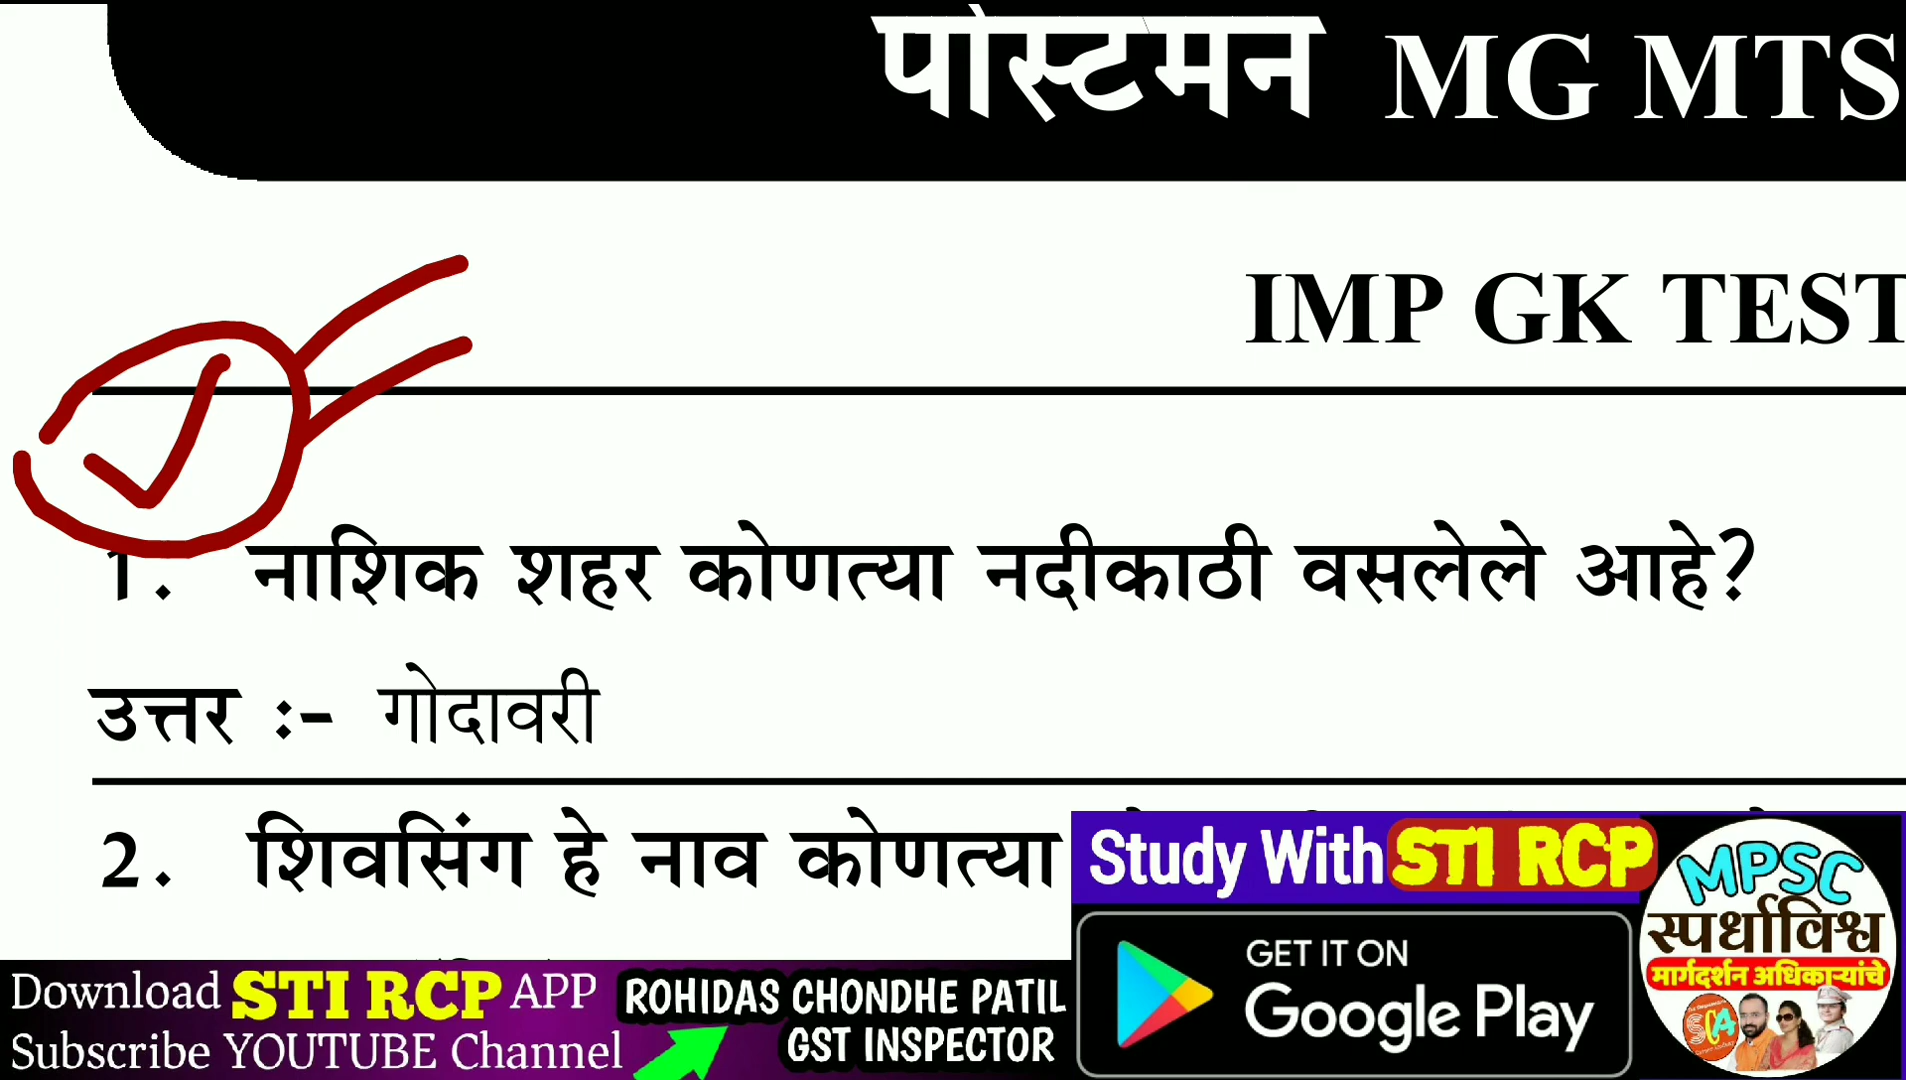 पोस्टमन MG MTS
IMP GK TEST
1. नाशिक शहर कोणत्या नदीकाठी वसलेले आहे?
उत्तर :- गोदावरी
2. शिवसिंग हे नाव कोणत्या
Study With STI RCP
GET IT ON
Google Play
MPSC
स्पर्धाविश्व
मार्गदर्शन अधिकाऱ्यांचे
Download STI RCP APP
Subscribe YOUTUBE Channel
ROHIDAS CHONDHE PATIL
GST INSPECTOR